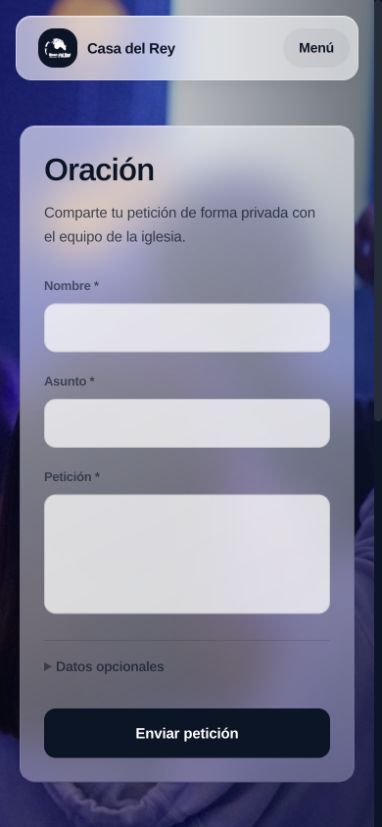 Casa del Rey
Menú
Oración
Comparte tu petición de forma privada con
el equipo de la iglesia.
Nombre *
Asunto *
Petición *
Datos opcionales
Enviar petición